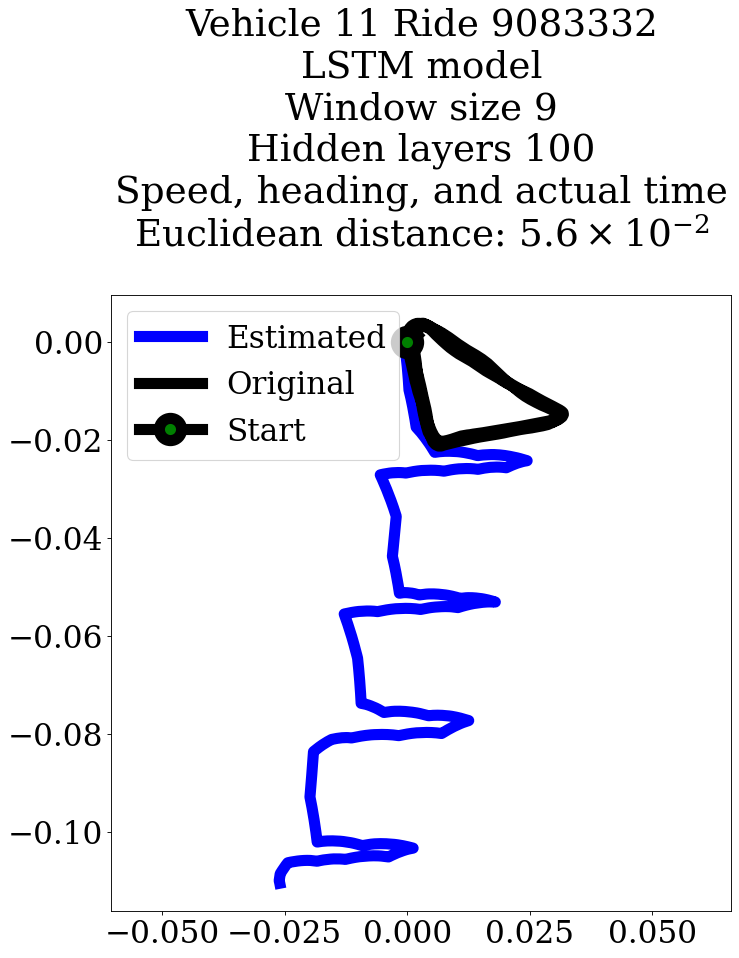 Vehicle 11 Ride 9083332
LSTM model
Window size 9
Hidden layers 100
Speed, heading, and actual time
Euclidean distance: 5.6 × 10⁻²
Estimated
Original
Start
0.00
−0.02
−0.04
−0.06
−0.08
−0.10
−0.050 −0.025 0.000 0.025 0.050